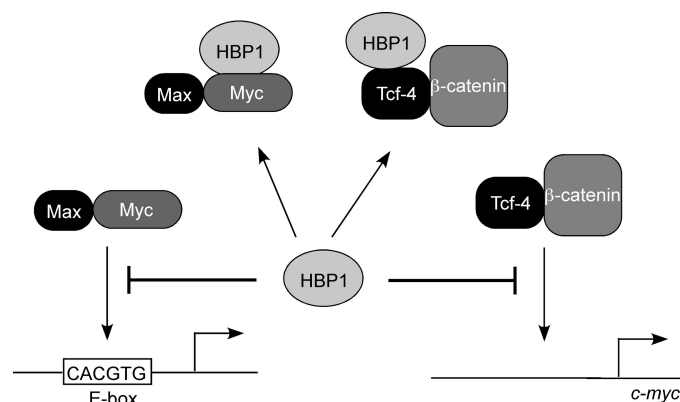 HBP1
HBP1
Max
Myc
Tcf-4
β-catenin
Max
Myc
Tcf-4
β-catenin
HBP1
CACGTG
E-box
c-myc